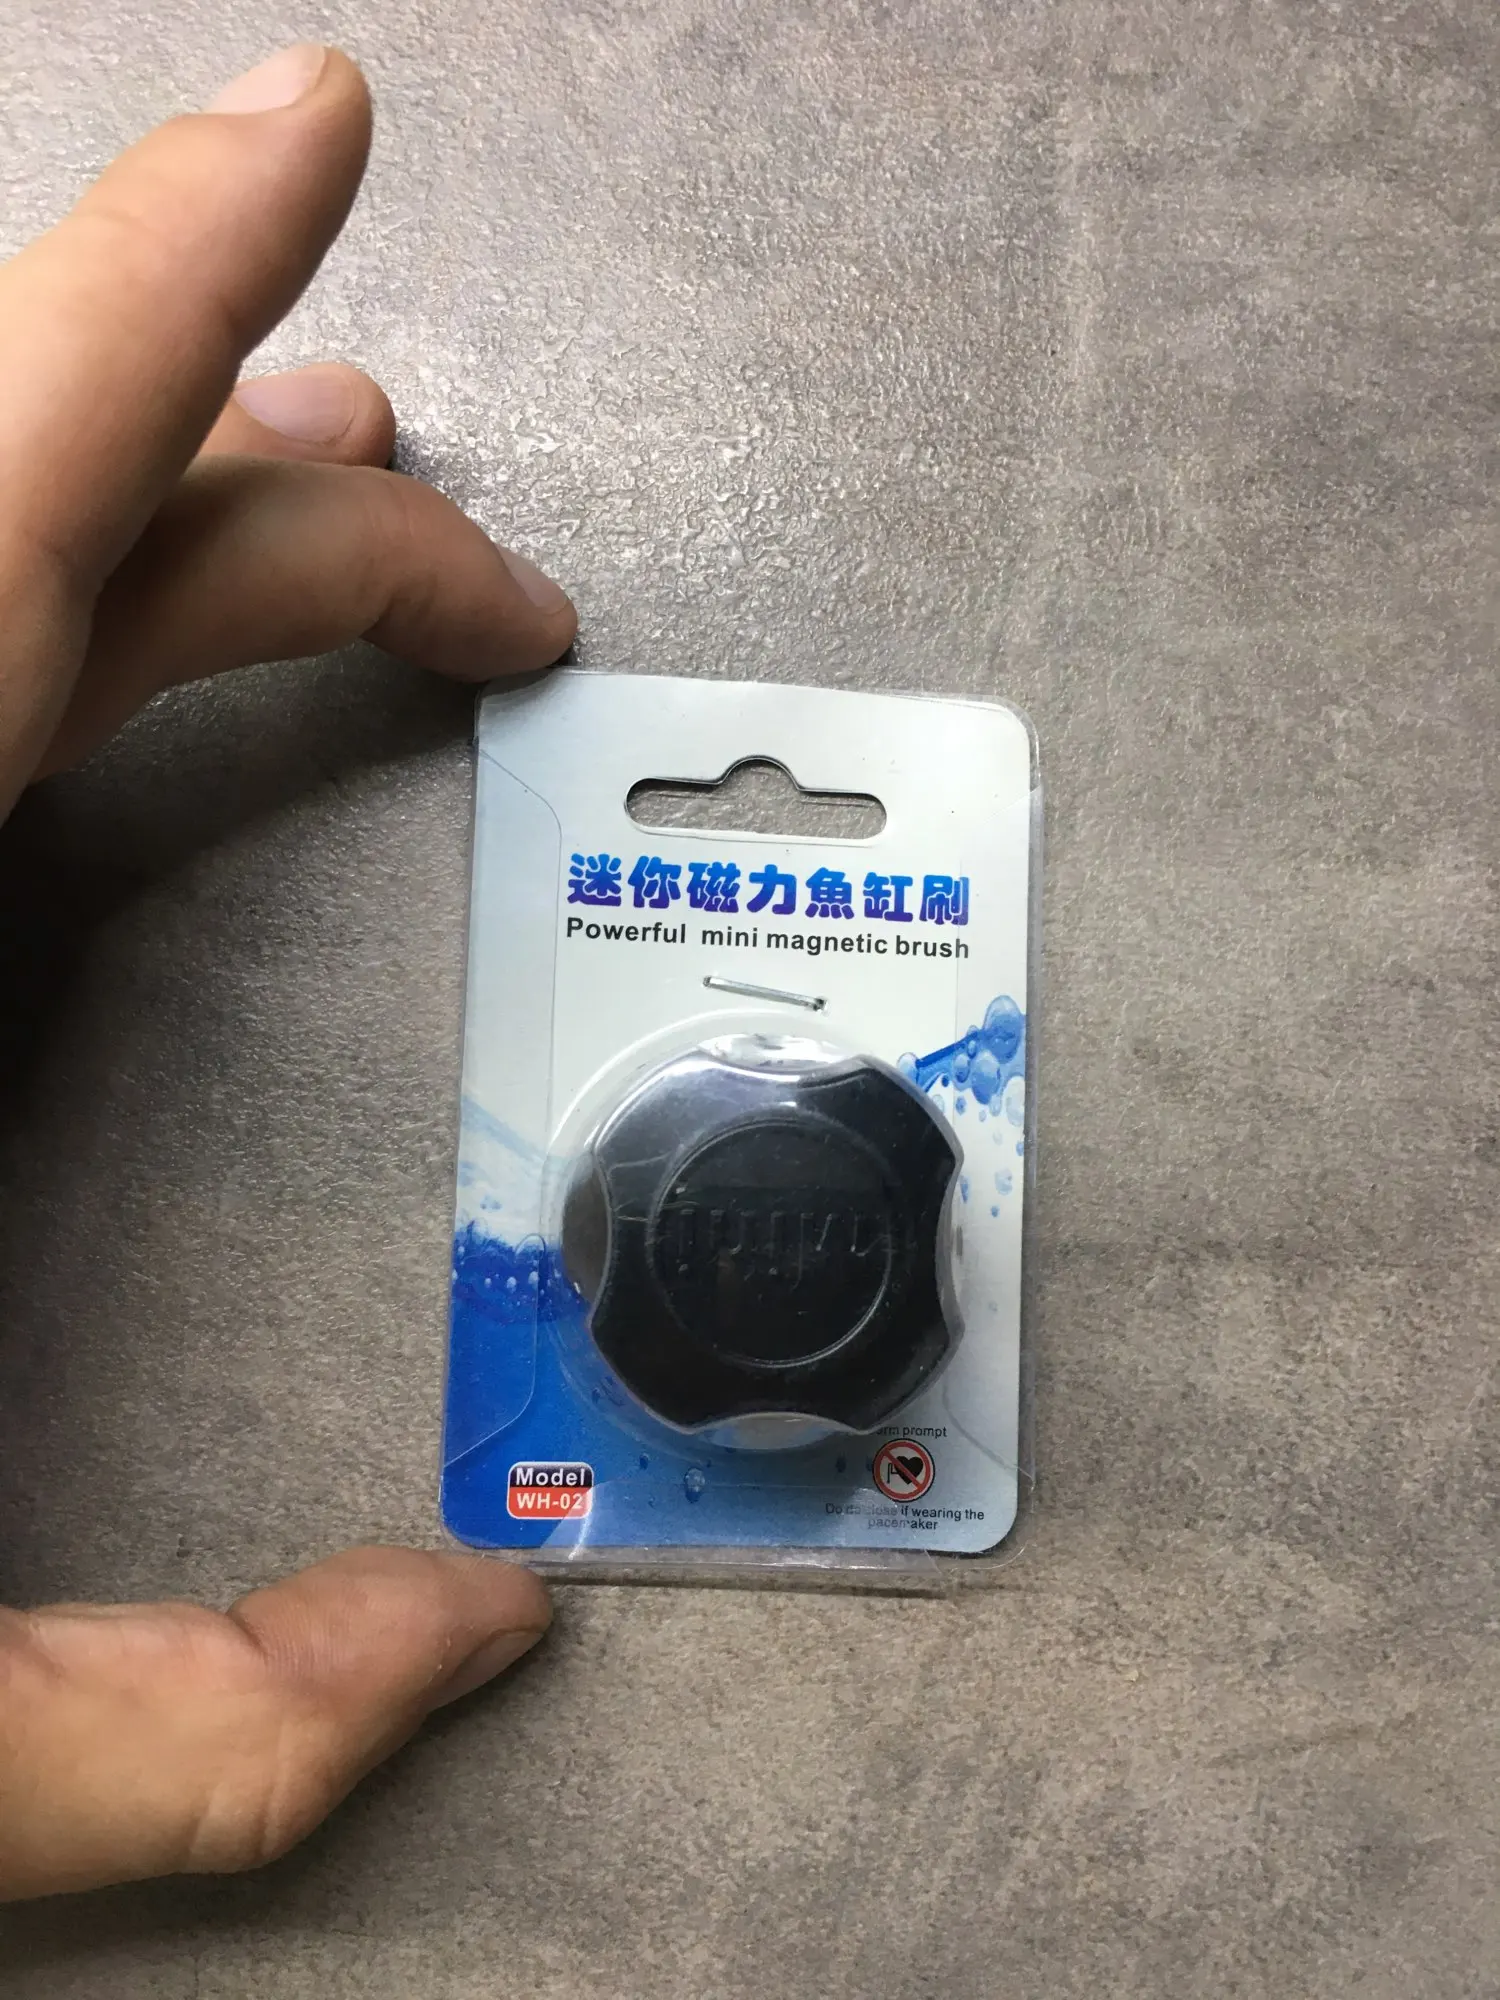 迷你磁力魚缸刷
Powerful mini magnetic brush
prompt
Model
WH-02
Do if wearing the
pacemaker